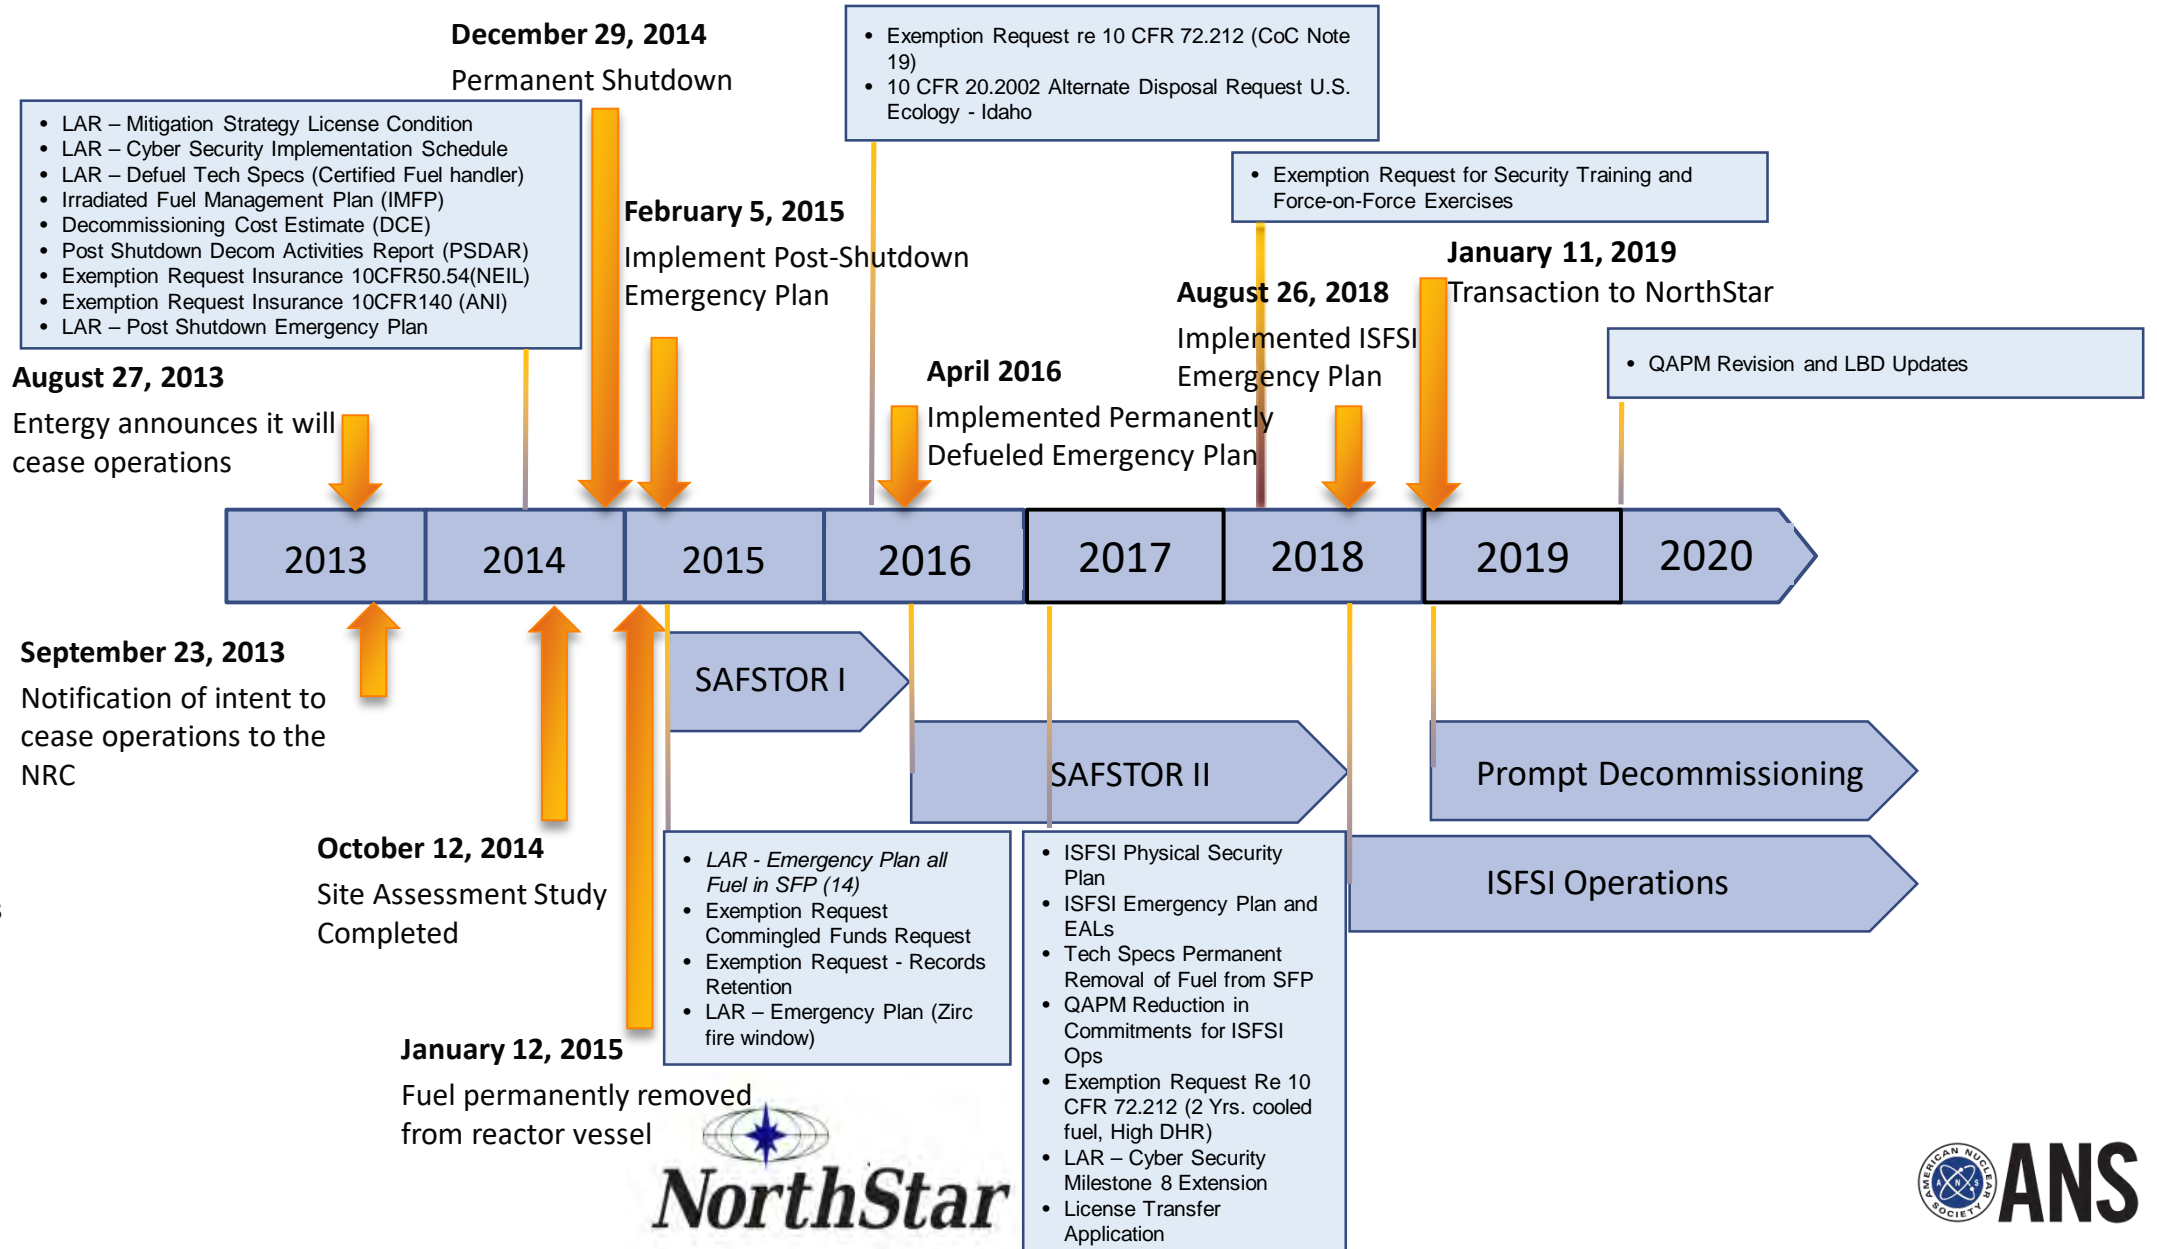 December 29, 2014
Permanent Shutdown
• Exemption Request re 10 CFR 72.212 (CoC Note
19)
• 10 CFR 20.2002 Alternate Disposal Request U.S.
Ecology - Idaho
• LAR – Mitigation Strategy License Condition
• LAR – Cyber Security Implementation Schedule
• LAR – Defuel Tech Specs (Certified Fuel handler)
• Irradiated Fuel Management Plan (IMFP)
• Decommissioning Cost Estimate (DCE)
• Post Shutdown Decom Activities Report (PSDAR)
• Exemption Request Insurance 10CFR50.54(NEIL)
• Exemption Request Insurance 10CFR140 (ANI)
• LAR – Post Shutdown Emergency Plan
• Exemption Request for Security Training and
Force-on-Force Exercises
February 5, 2015
Implement Post-Shutdown
Emergency Plan
January 11, 2019
Transaction to NorthStar
August 26, 2018
Implemented ISFSI
Emergency Plan
• QAPM Revision and LBD Updates
August 27, 2013
Entergy announces it will
cease operations
April 2016
Implemented Permanently
Defueled Emergency Plan
2013
2014
2015
2016
2017
2018
2019
2020
September 23, 2013
Notification of intent to
cease operations to the
NRC
SAFSTOR I
SAFSTOR II
Prompt Decommissioning
ISFSI Operations
October 12, 2014
Site Assessment Study
Completed
s
• LAR - Emergency Plan all
Fuel in SFP (14)
• Exemption Request
Commingled Funds Request
• Exemption Request - Records
Retention
• LAR – Emergency Plan (Zirc
fire window)
• ISFSI Physical Security
Plan
• ISFSI Emergency Plan and
EALs
• Tech Specs Permanent
Removal of Fuel from SFP
• QAPM Reduction in
Commitments for ISFSI
Ops
• Exemption Request Re 10
CFR 72.212 (2 Yrs. cooled
fuel, High DHR)
• LAR – Cyber Security
Milestone 8 Extension
• License Transfer
Application
January 12, 2015
Fuel permanently removed
from reactor vessel
NorthStar
AMERICAN NUCLEAR SOCIETY
ANS
ANS